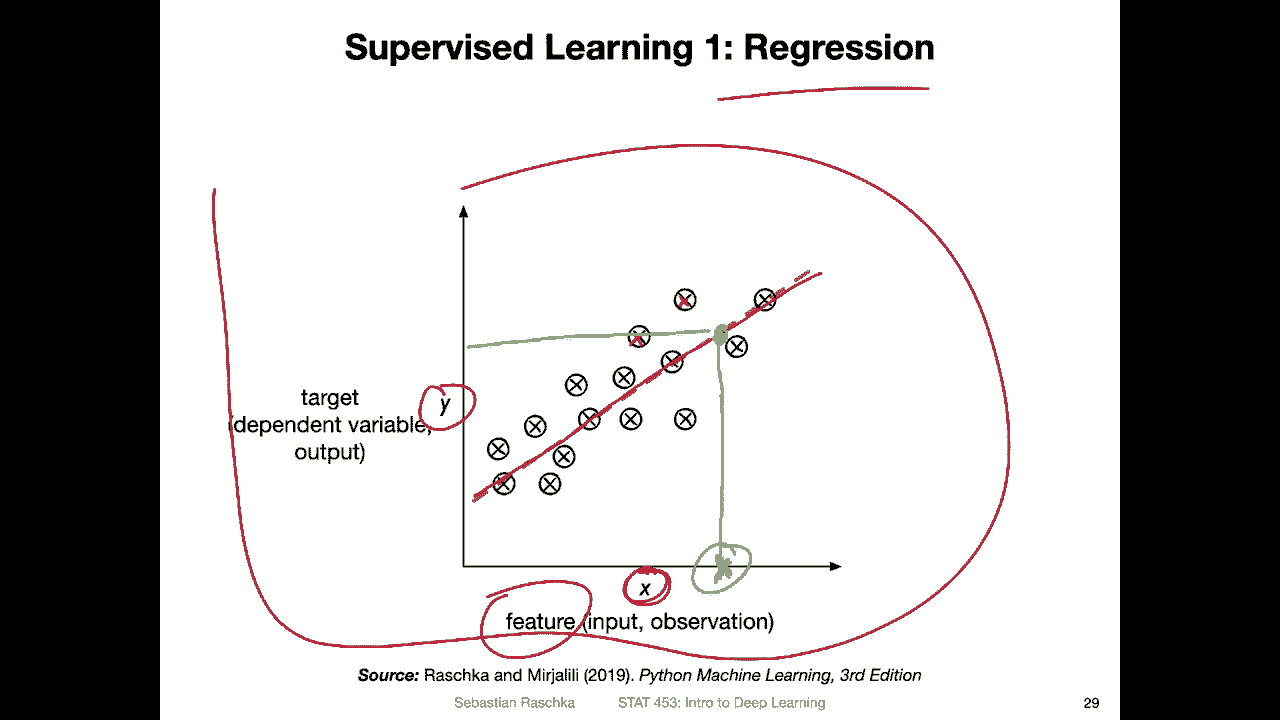 Supervised Learning 1: Regression
target
(dependent variable,
output)
y
x
feature (input, observation)
Source: Raschka and Mirjalili (2019). Python Machine Learning, 3rd Edition
Sebastian Raschka STAT 453: Intro to Deep Learning 29